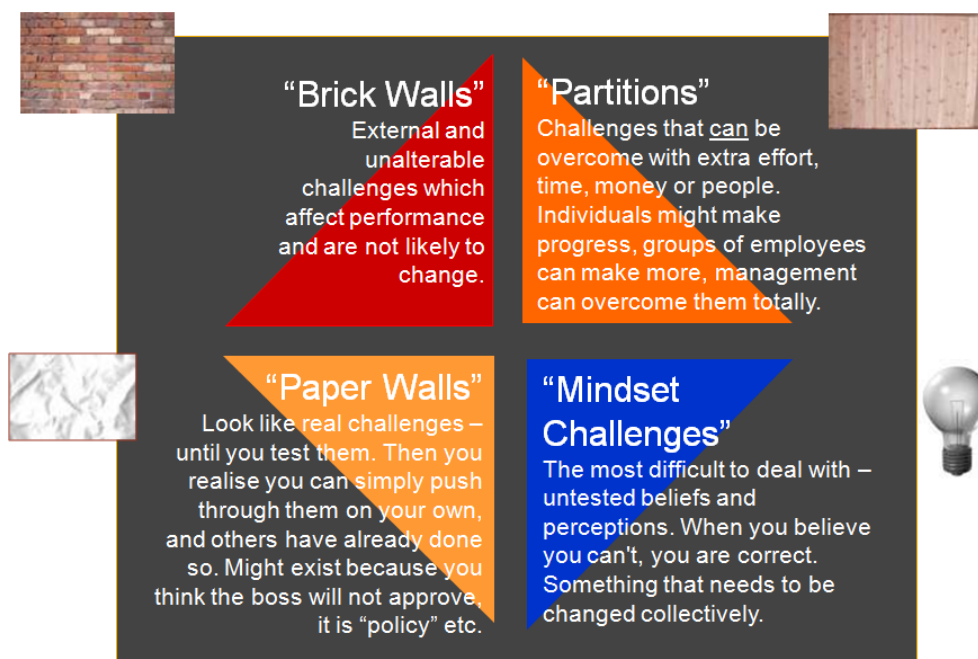 “Brick Walls”
External and
unalterable
challenges which
affect performance
and are not likely to
change.
“Partitions”
Challenges that can be
overcome with extra effort,
time, money or people.
Individuals might make
progress, groups of employees
can make more, management
can overcome them totally.
“Paper Walls”
Look like real challenges –
until you test them. Then you
realise you can simply push
through them on your own,
and others have already done
so. Might exist because you
think the boss will not approve,
it is “policy” etc.
“Mindset
Challenges”
The most difficult to deal with –
untested beliefs and
perceptions. When you believe
you can't, you are correct.
Something that needs to be
changed collectively.